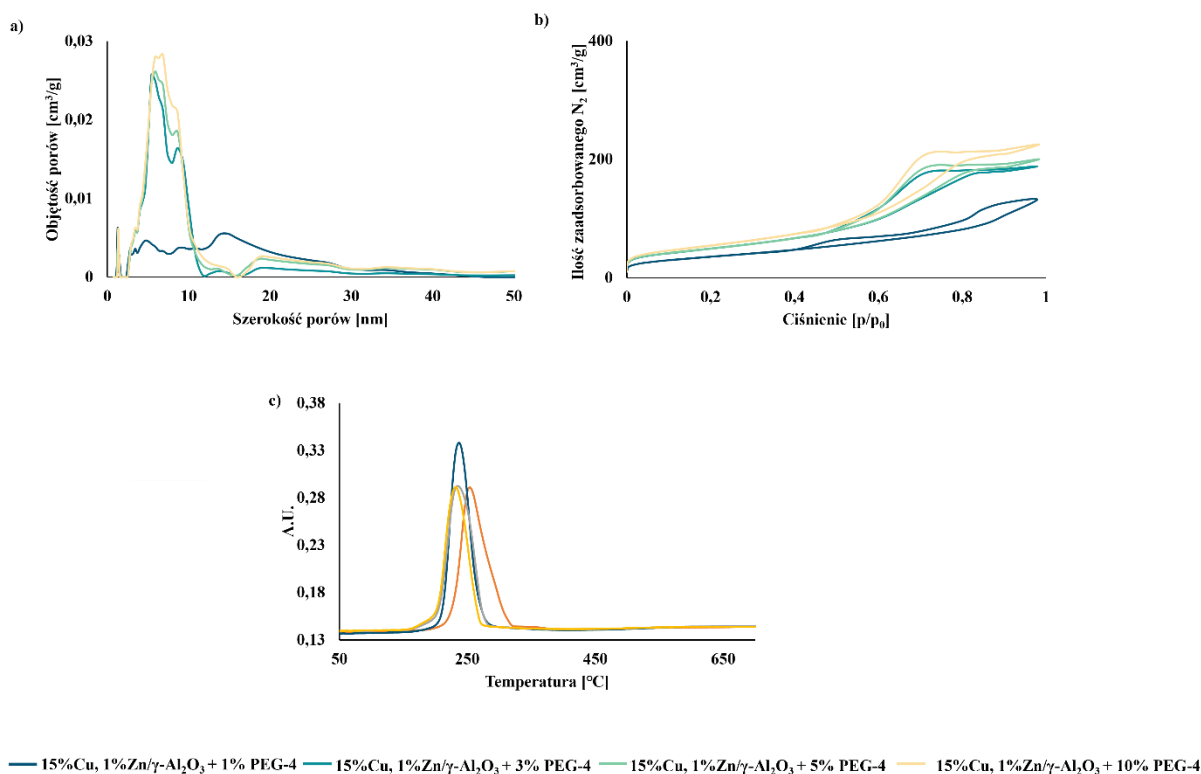 a)
Objętość porów [cm³/g]
0,03
0,02
0,01
0
0 10 20 30 40 50
Szerokość porów [nm]
b)
Ilość zaadsorbowanego N₂ [cm³/g]
400
200
0
0 0,2 0,4 0,6 0,8 1
Ciśnienie [p/p₀]
c)
A.U.
0,38
0,33
0,28
0,23
0,18
0,13
50 250 450 650
Temperatura [°C]
15%Cu, 1%Zn/γ-Al₂O₃ + 1% PEG-4 15%Cu, 1%Zn/γ-Al₂O₃ + 3% PEG-4 15%Cu, 1%Zn/γ-Al₂O₃ + 5% PEG-4 15%Cu, 1%Zn/γ-Al₂O₃ + 10% PEG-4